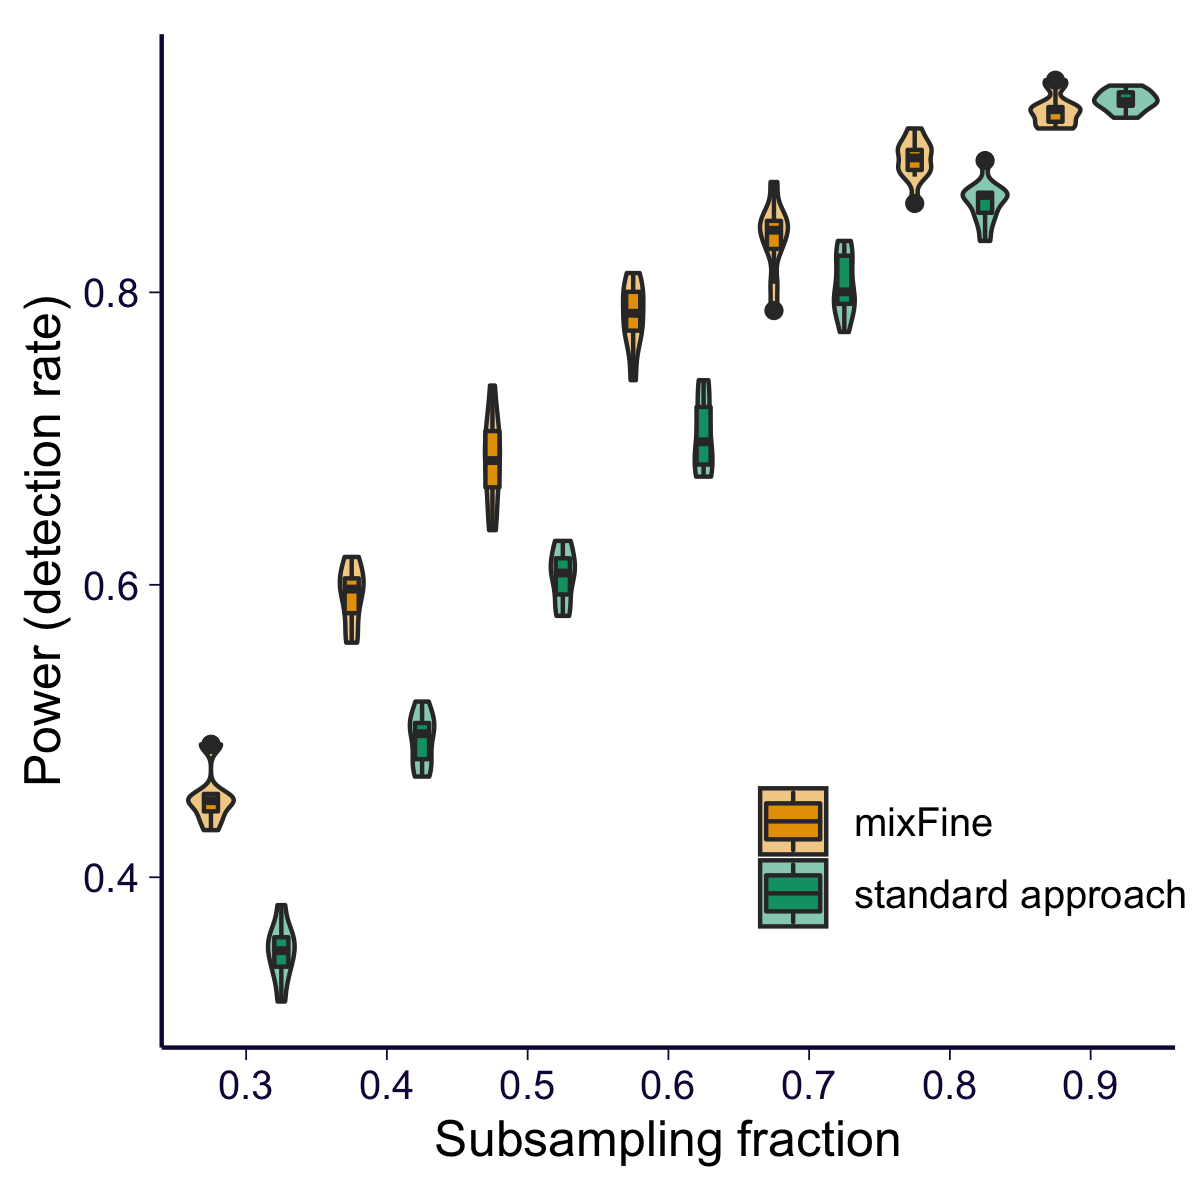 Power (detection rate)
0.8
0.6
0.4
mixFine
standard approach
0.3 0.4 0.5 0.6 0.7 0.8 0.9
Subsampling fraction